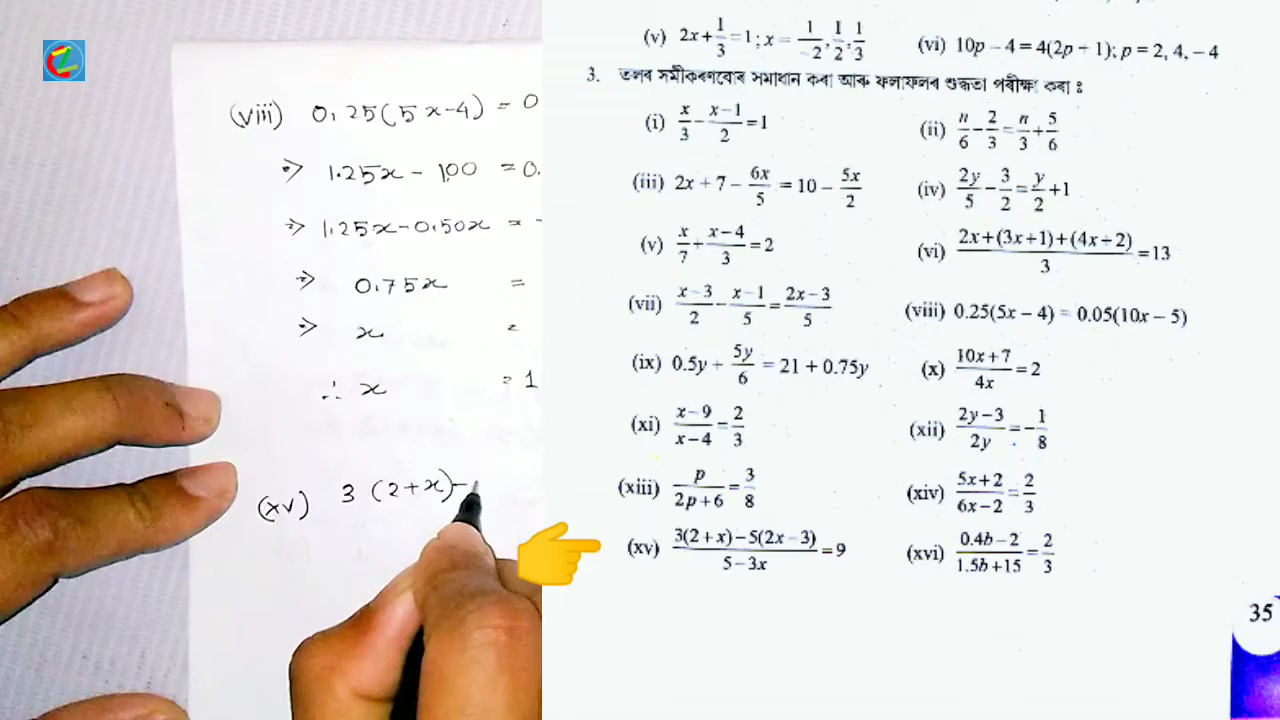 (viii) 0.25(5x-4) = 0
⇒ 1.25x - 1.00 = 0.
⇒ 1.25x-0.50x = -
⇒ 0.75x =
⇒ x =
∴ x = 1
(xv) 3 (2+x)-
(v) 2x+1/3=1; x = 1/-2, 1/2, 1/3
(vi) 10p - 4 = 4(2p + 1); p = 2, 4, -4
3. তলৰ সমীকৰণবোৰ সমাধান কৰা আৰু ফলাফলৰ শুদ্ধতা পৰীক্ষা কৰা ঃ
(i) x/3 - (x-1)/2 = 1
(ii) n/6 - 2/3 = n/3 + 5/6
(iii) 2x + 7 - 6x/5 = 10 - 5x/2
(iv) 2y/5 - 3/2 = y/2 + 1
(v) x/7 + (x-4)/3 = 2
(vi) (2x+(3x+1)+(4x+2))/3 = 13
(vii) (x-3)/2 - (x-1)/5 = (2x-3)/5
(viii) 0.25(5x - 4) = 0.05(10x - 5)
(ix) 0.5y + 5y/6 = 21 + 0.75y
(x) (10x+7)/4x = 2
(xi) (x-9)/(x-4) = 2/3
(xii) (2y-3)/2y = -1/8
(xiii) p/(2p+6) = 3/8
(xiv) (5x+2)/(6x-2) = 2/3
(xv) (3(2+x)-5(2x-3))/(5-3x) = 9
(xvi) (0.4b-2)/(1.5b+15) = 2/3
35